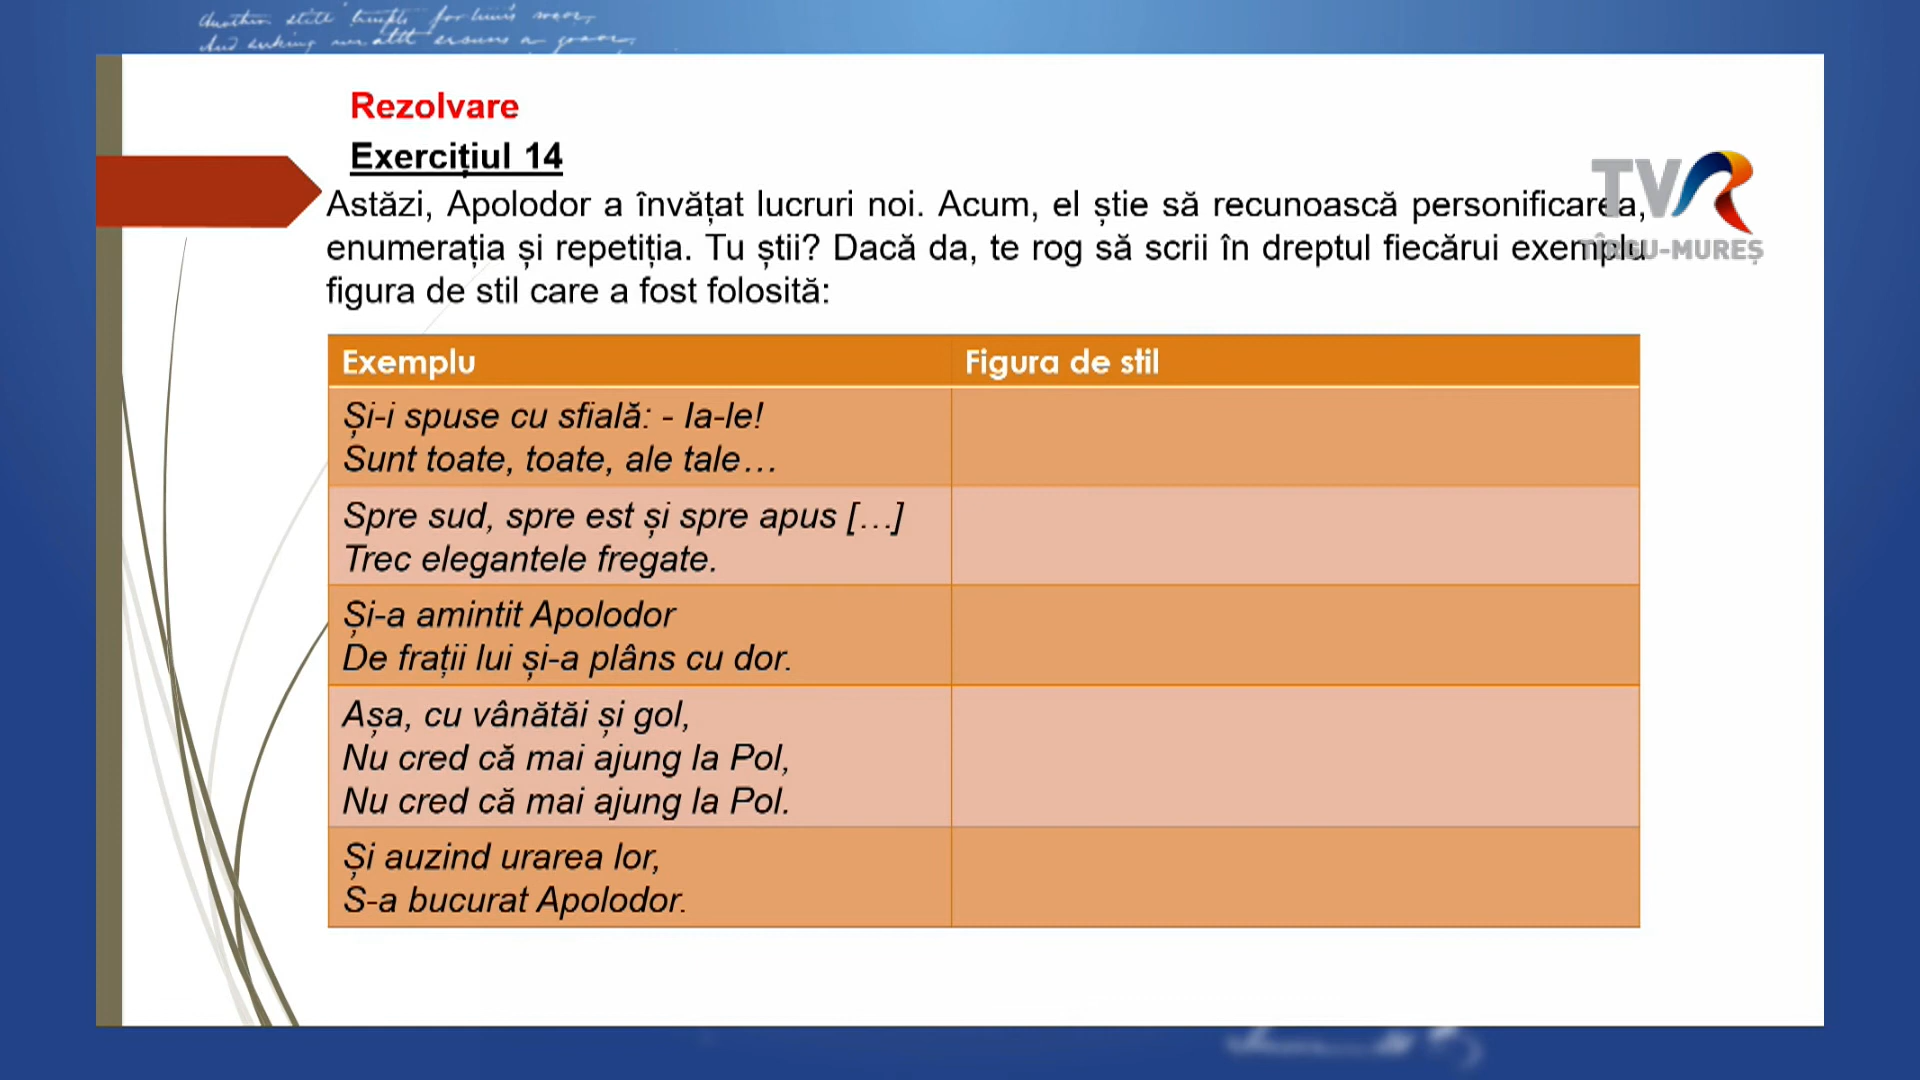 Rezolvare
Exercițiul 14
Astăzi, Apolodor a învățat lucruri noi. Acum, el știe să recunoască personificarea,
enumerația și repetiția. Tu știi? Dacă da, te rog să scrii în dreptul fiecărui exemplu
figura de stil care a fost folosită:
TVR
TÎRGU-MUREȘ
Exemplu
Figura de stil
Și-i spuse cu sfială: - Ia-le!
Sunt toate, toate, ale tale…
Spre sud, spre est și spre apus […]
Trec elegantele fregate.
Și-a amintit Apolodor
De frații lui și-a plâns cu dor.
Așa, cu vânătăi și gol,
Nu cred că mai ajung la Pol,
Nu cred că mai ajung la Pol.
Și auzind urarea lor,
S-a bucurat Apolodor.